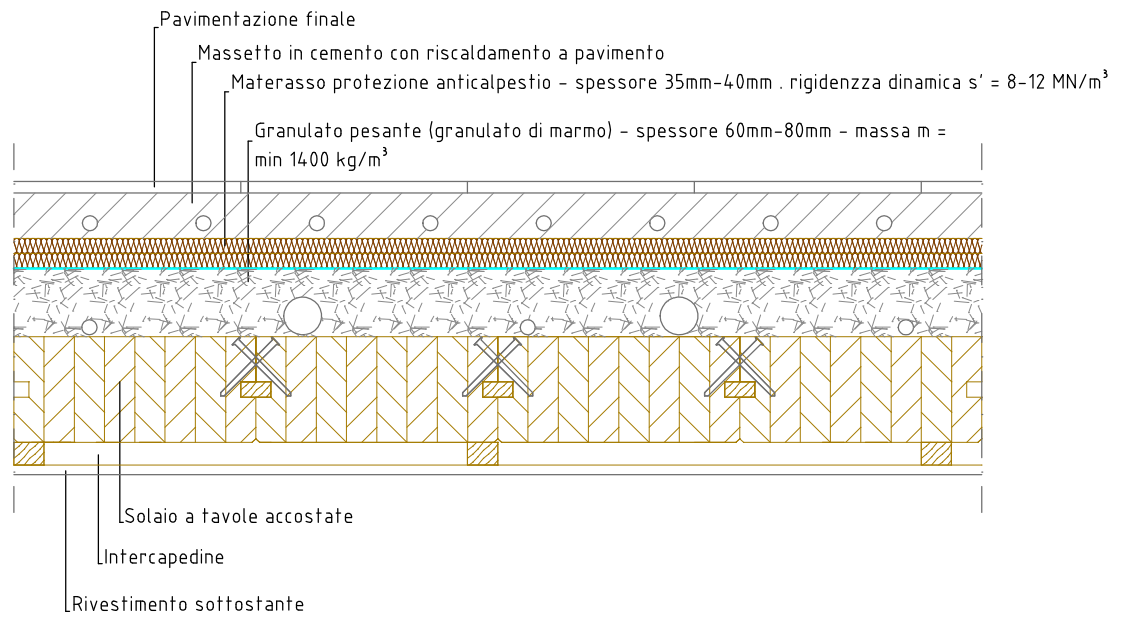 Pavimentazione finale
Massetto in cemento con riscaldamento a pavimento
Materasso protezione anticalpestio - spessore 35mm-40mm . rigidenzza dinamica s' = 8-12 MN/m³
Granulato pesante (granulato di marmo) - spessore 60mm-80mm - massa m =
min 1400 kg/m³
Solaio a tavole accostate
Intercapedine
Rivestimento sottostante